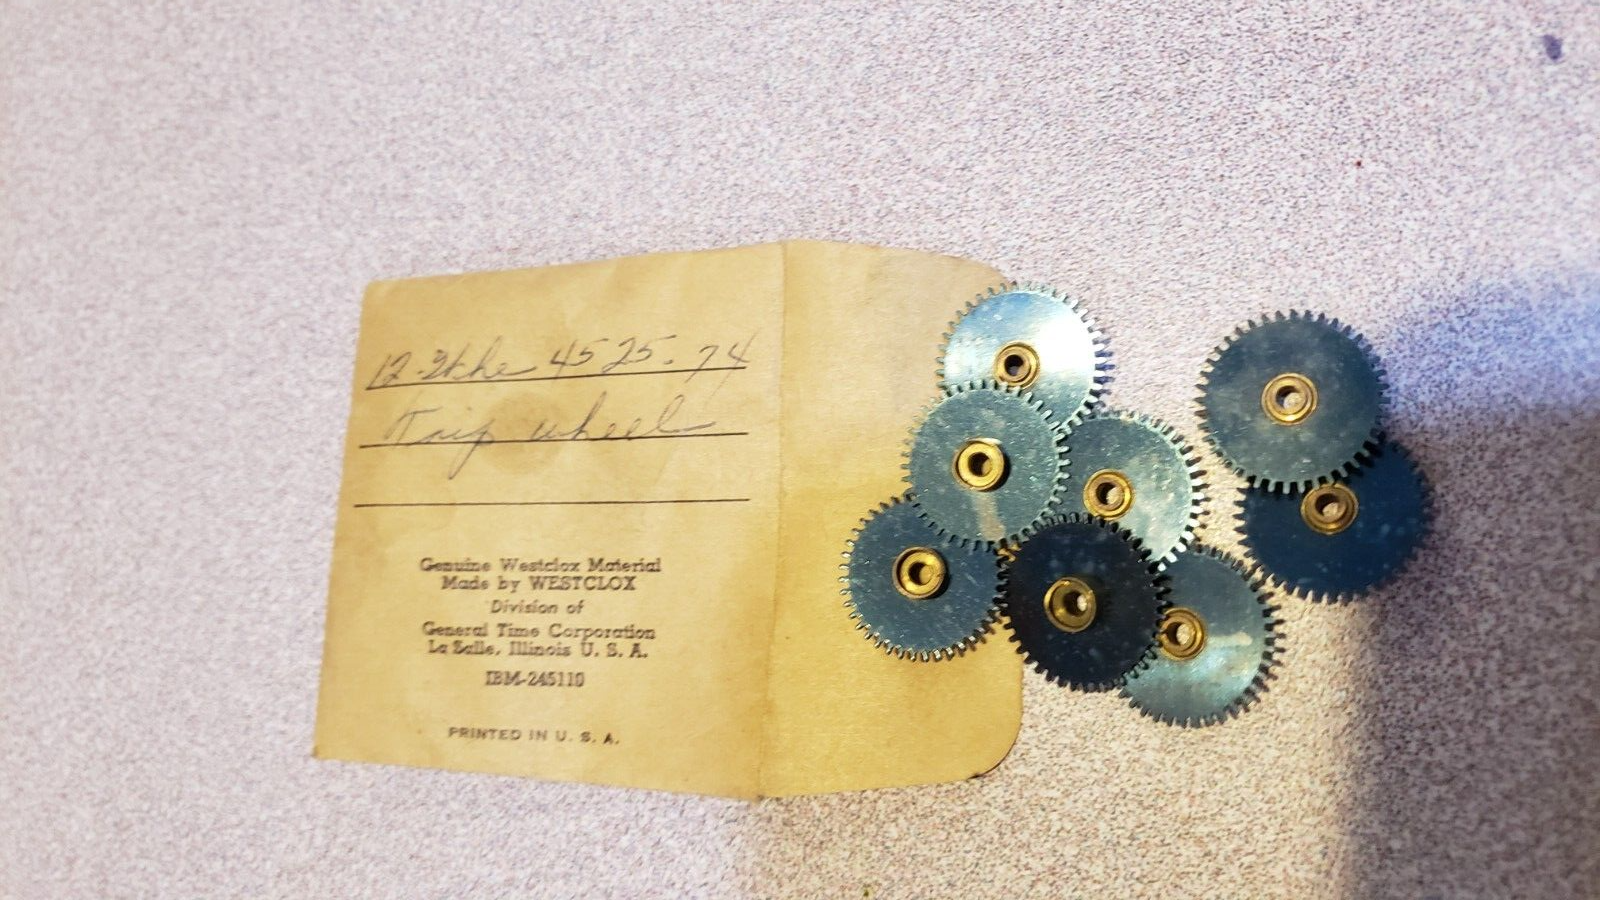 12 4525-74
Trip wheel
Genuine Westclox Material
Made by WESTCLOX
Division of
General Time Corporation
La Salle, Illinois U. S. A.
IBM-245110
PRINTED IN U. S. A.